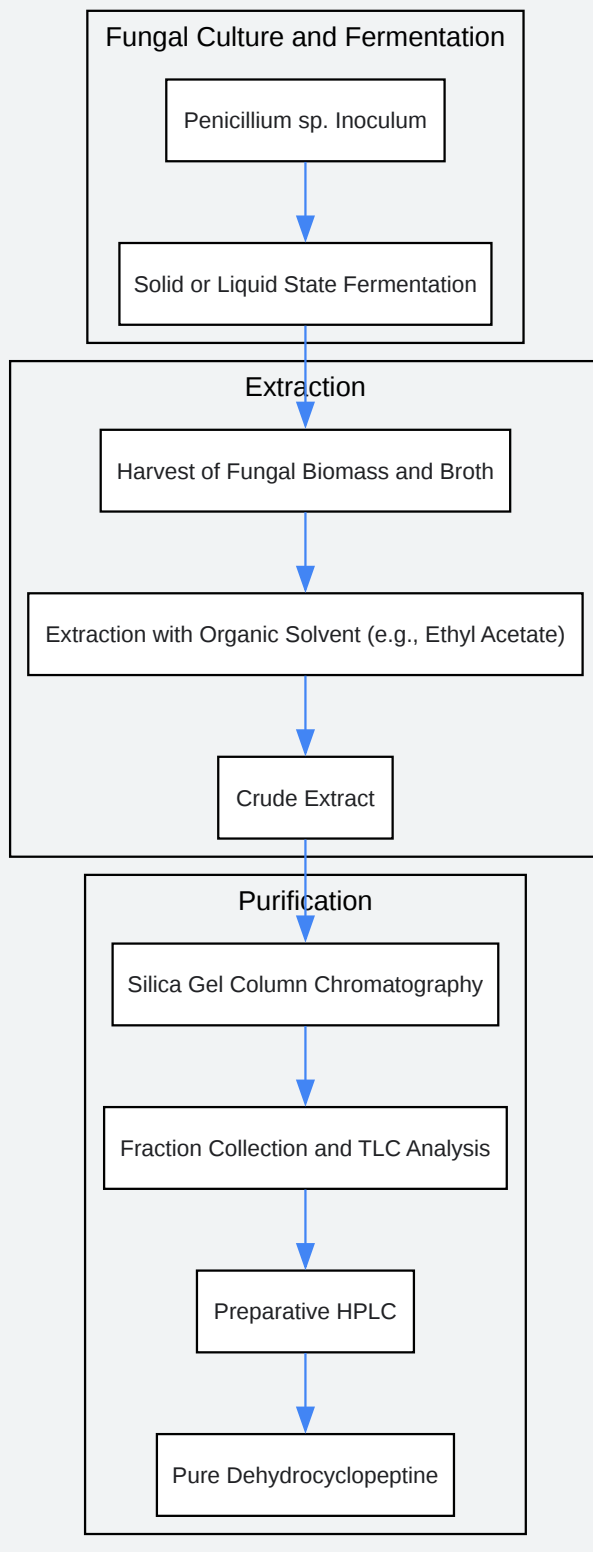 Fungal Culture and Fermentation
Penicillium sp. Inoculum
Solid or Liquid State Fermentation
Extraction
Harvest of Fungal Biomass and Broth
Extraction with Organic Solvent (e.g., Ethyl Acetate)
Crude Extract
Purification
Silica Gel Column Chromatography
Fraction Collection and TLC Analysis
Preparative HPLC
Pure Dehydrocyclopeptine